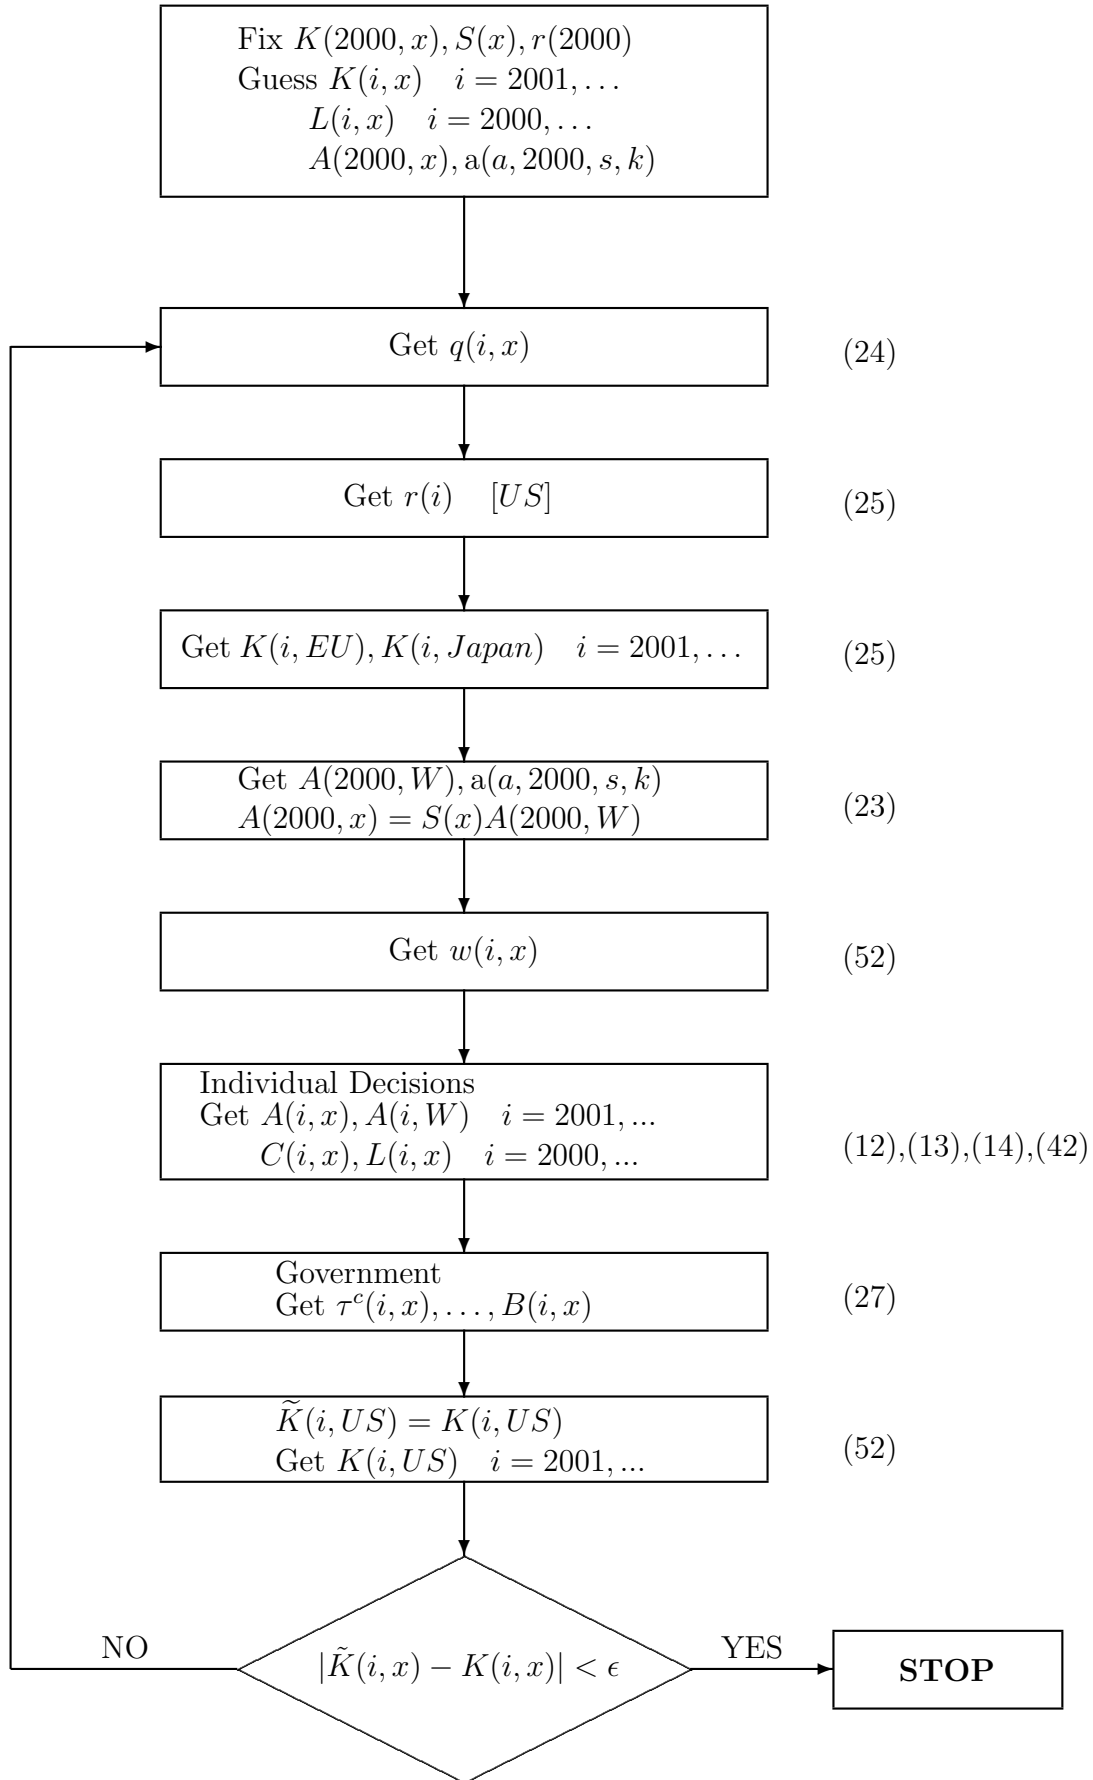 Fix K(2000, x), S(x), r(2000)
Guess K(i, x) i = 2001, . . .
L(i, x) i = 2000, . . .
A(2000, x), a(a, 2000, s, k)
Get q(i, x)
(24)
Get r(i) [US]
(25)
Get K(i, EU), K(i, Japan) i = 2001, . . .
(25)
Get A(2000, W), a(a, 2000, s, k)
A(2000, x) = S(x)A(2000, W)
(23)
Get w(i, x)
(52)
Individual Decisions
Get A(i, x), A(i, W) i = 2001, ...
C(i, x), L(i, x) i = 2000, ...
(12),(13),(14),(42)
Government
Get τᶜ(i, x), . . . , B(i, x)
(27)
K̃(i, US) = K(i, US)
Get K(i, US) i = 2001, ...
(52)
NO
|K̃(i, x) − K(i, x)| < ϵ
YES
STOP